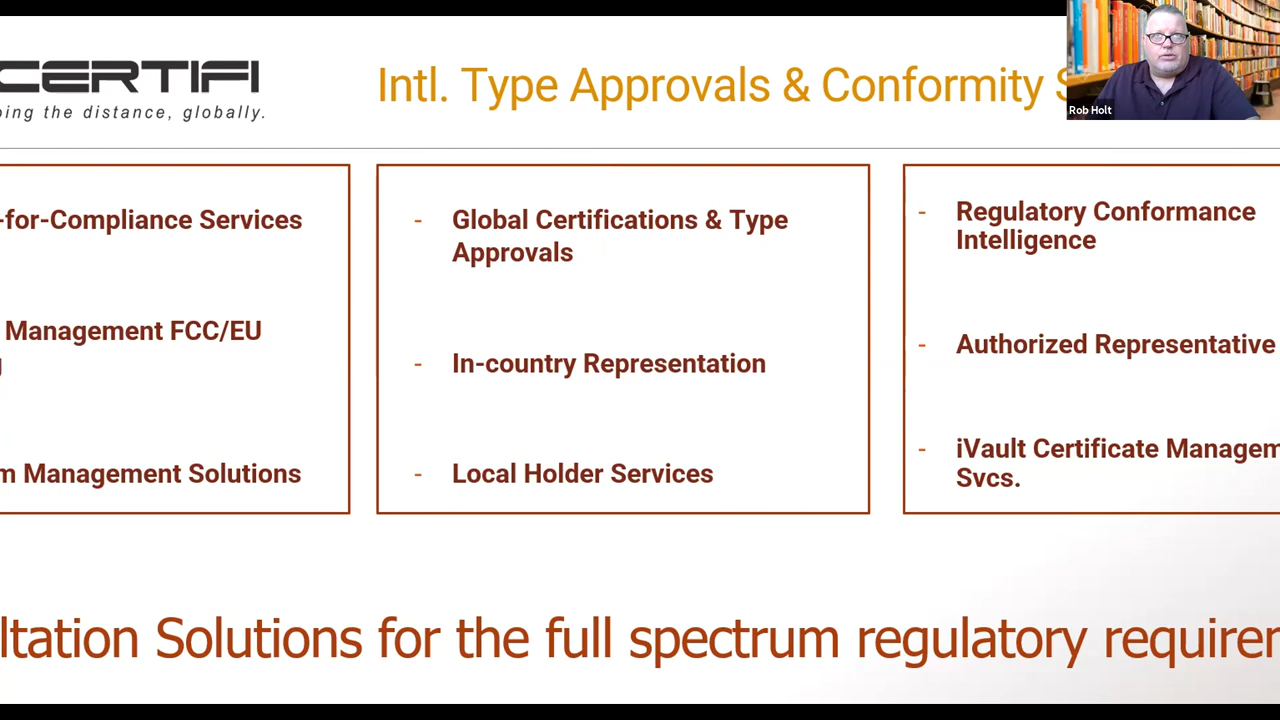 CERTIFI
Intl. Type Approvals & Conformity
ing the distance, globally.
Rob Holt
-for-Compliance Services
Management FCC/EU
m Management Solutions
- Global Certifications & Type
Approvals
- In-country Representation
- Local Holder Services
- Regulatory Conformance
Intelligence
- Authorized Representative
- iVault Certificate Managem
Svcs.
ltation Solutions for the full spectrum regulatory requirem